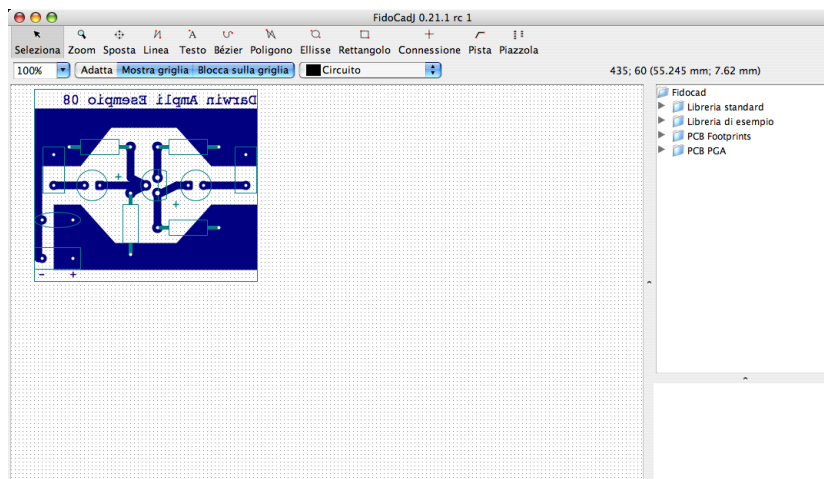 FidoCadJ 0.21.1 rc 1
Seleziona Zoom Sposta Linea Testo Bézier Poligono Ellisse Rettangolo Connessione Pista Piazzola
100% Adatta Mostra griglia Blocca sulla griglia Circuito 435; 60 (55.245 mm; 7.62 mm)
Fidocad
Libreria standard
Libreria di esempio
PCB Footprints
PCB PGA
Darwin Ampli Esempio 08
+
+
- +